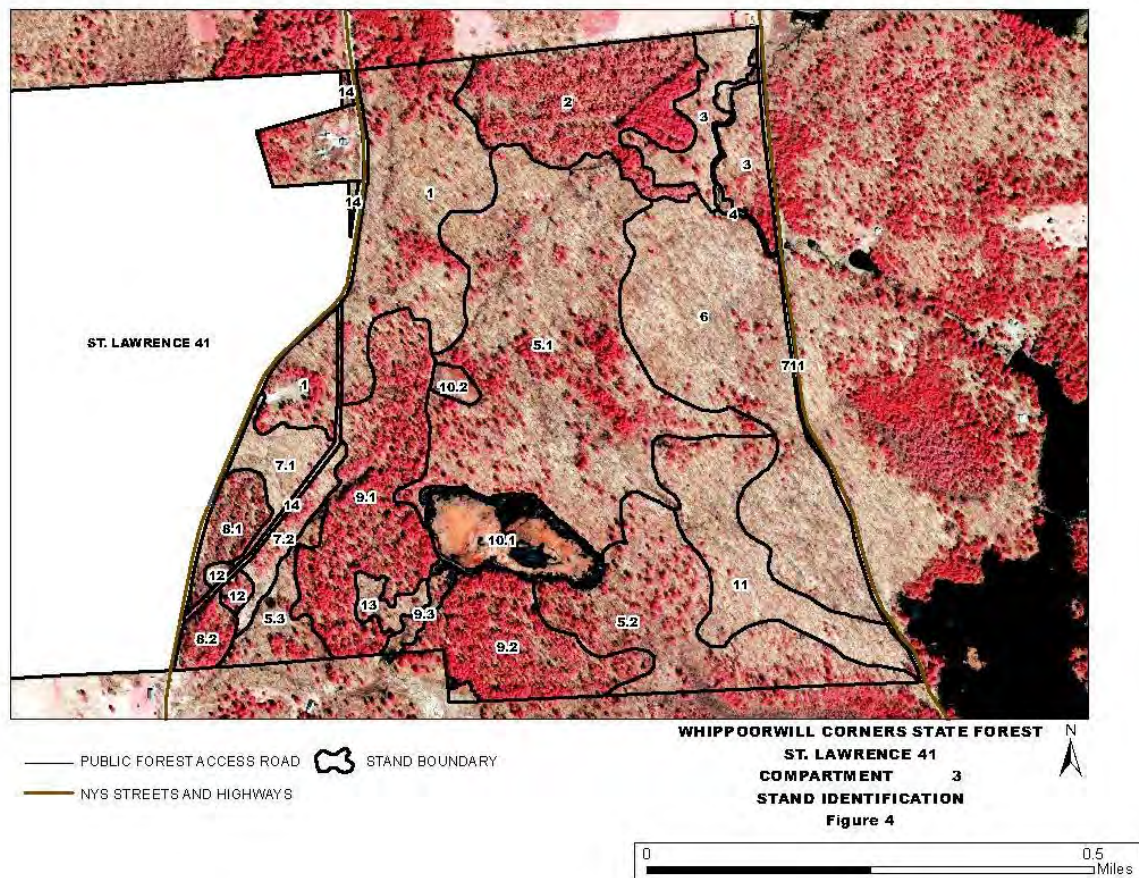 14
2
3
3
14
1
4
6
ST. LAWRENCE 41
5.1
711
1
10.2
7.1
9.1
14
8.1
7.2
10.1
12
12
13
9.3
11
5.3
5.2
8.2
9.2
PUBLIC FOREST ACCESS ROAD
STAND BOUNDARY
NYS STREETS AND HIGHWAYS
WHIPPOORWILL CORNERS STATE FOREST
ST. LAWRENCE 41
COMPARTMENT 3
STAND IDENTIFICATION
Figure 4
N
0 0.5
Miles